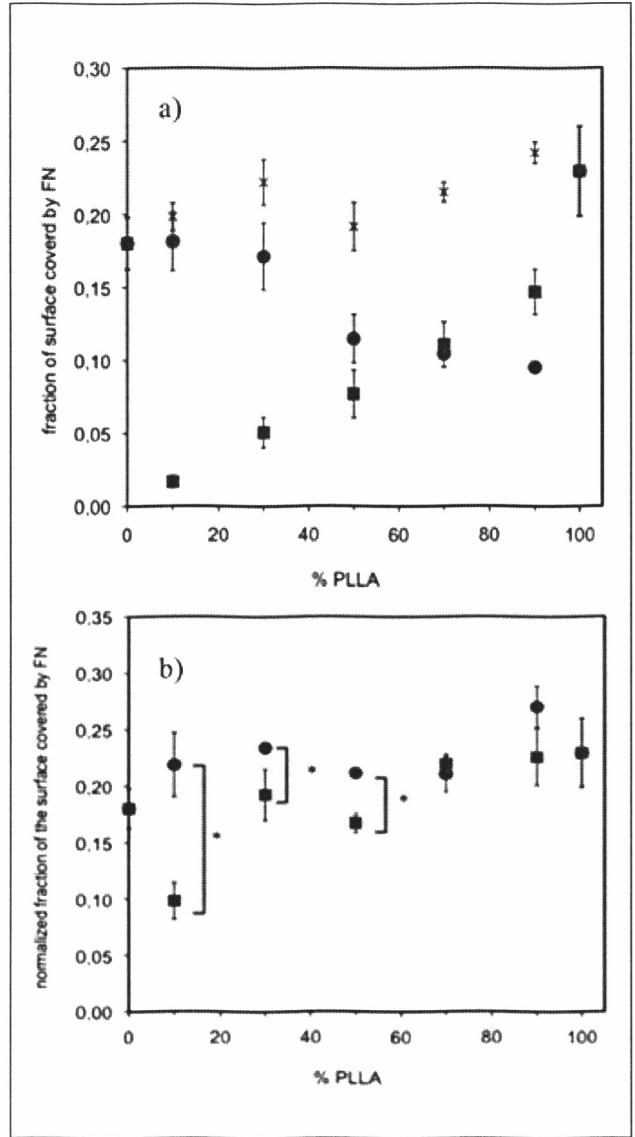 a)
0,30
0,25
0,20
0,15
0,10
0,05
0,00
fraction of surface coverd by FN
0 20 40 60 80 100
% PLLA
b)
0,35
0,30
0,25
0,20
0,15
0,10
0,05
0,00
normalized fraction of the surface covered by FN
*
*
*
0 20 40 60 80 100
% PLLA